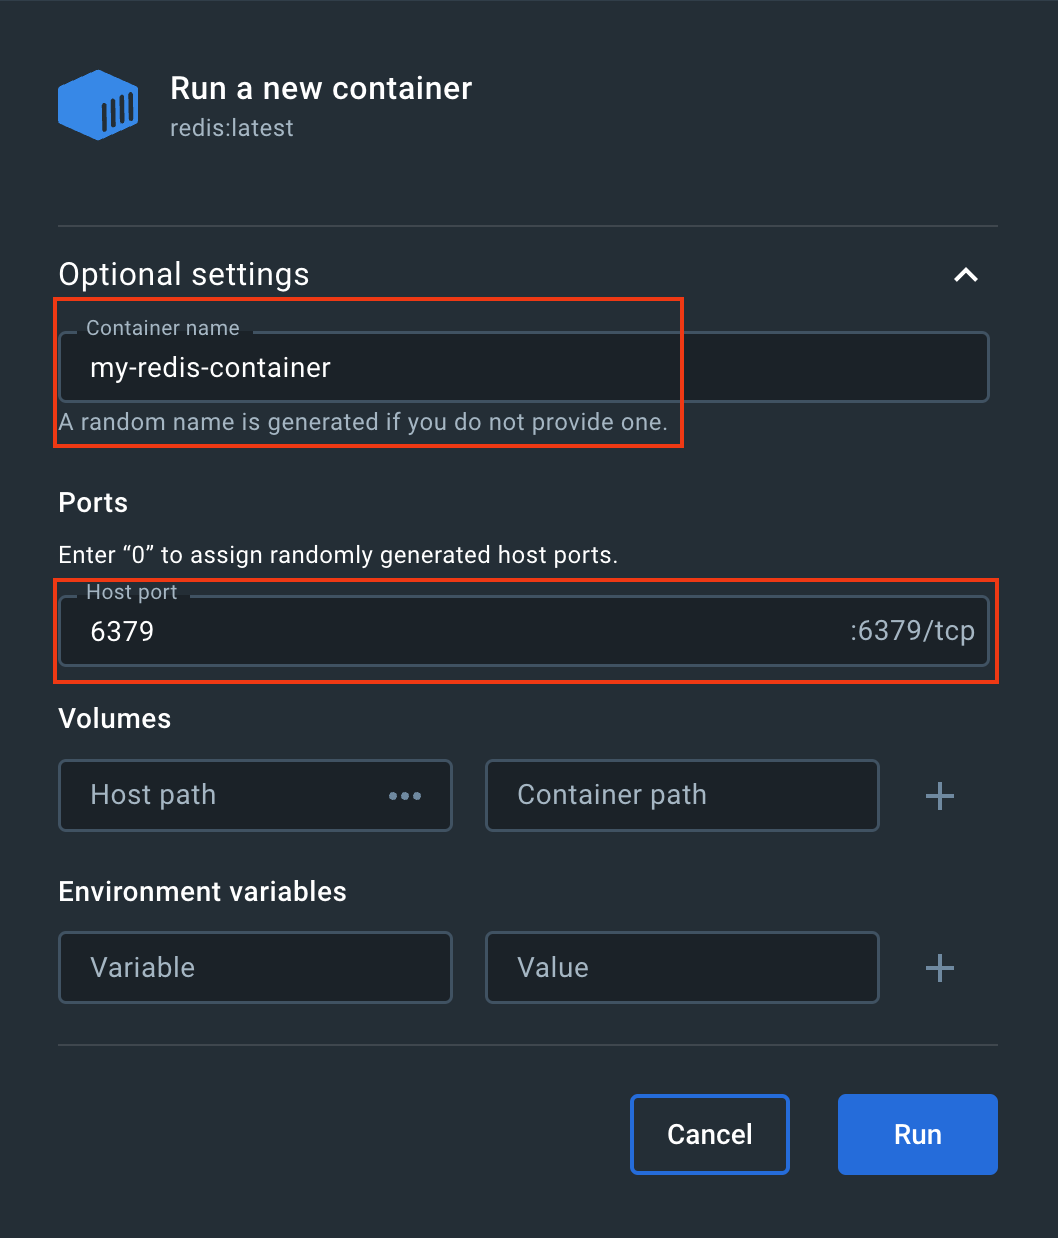 Run a new container
redis:latest
Optional settings
Container name
my-redis-container
A random name is generated if you do not provide one.
Ports
Enter “0” to assign randomly generated host ports.
Host port
6379 :6379/tcp
Volumes
Host path ••• Container path +
Environment variables
Variable Value +
Cancel Run